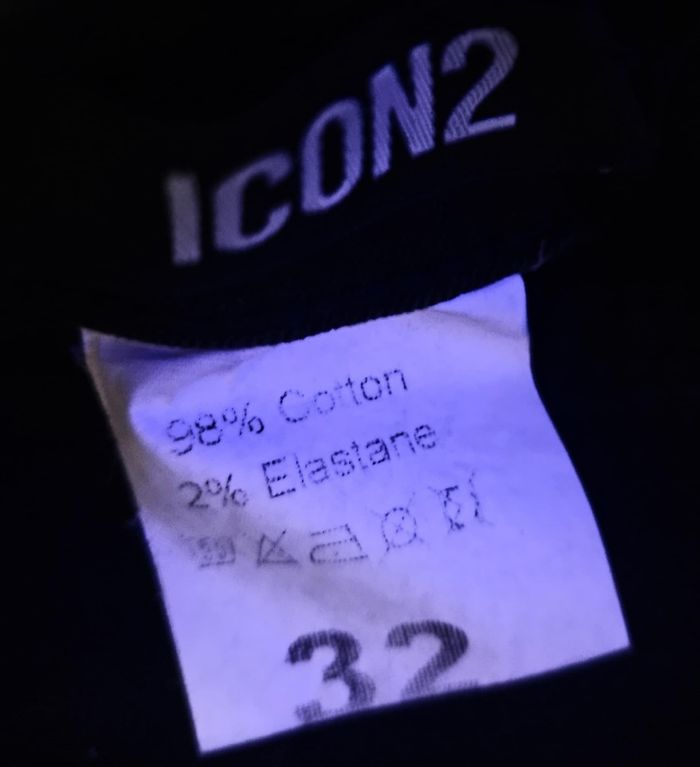 ICON2
98% Cotton
2% Elastane
32